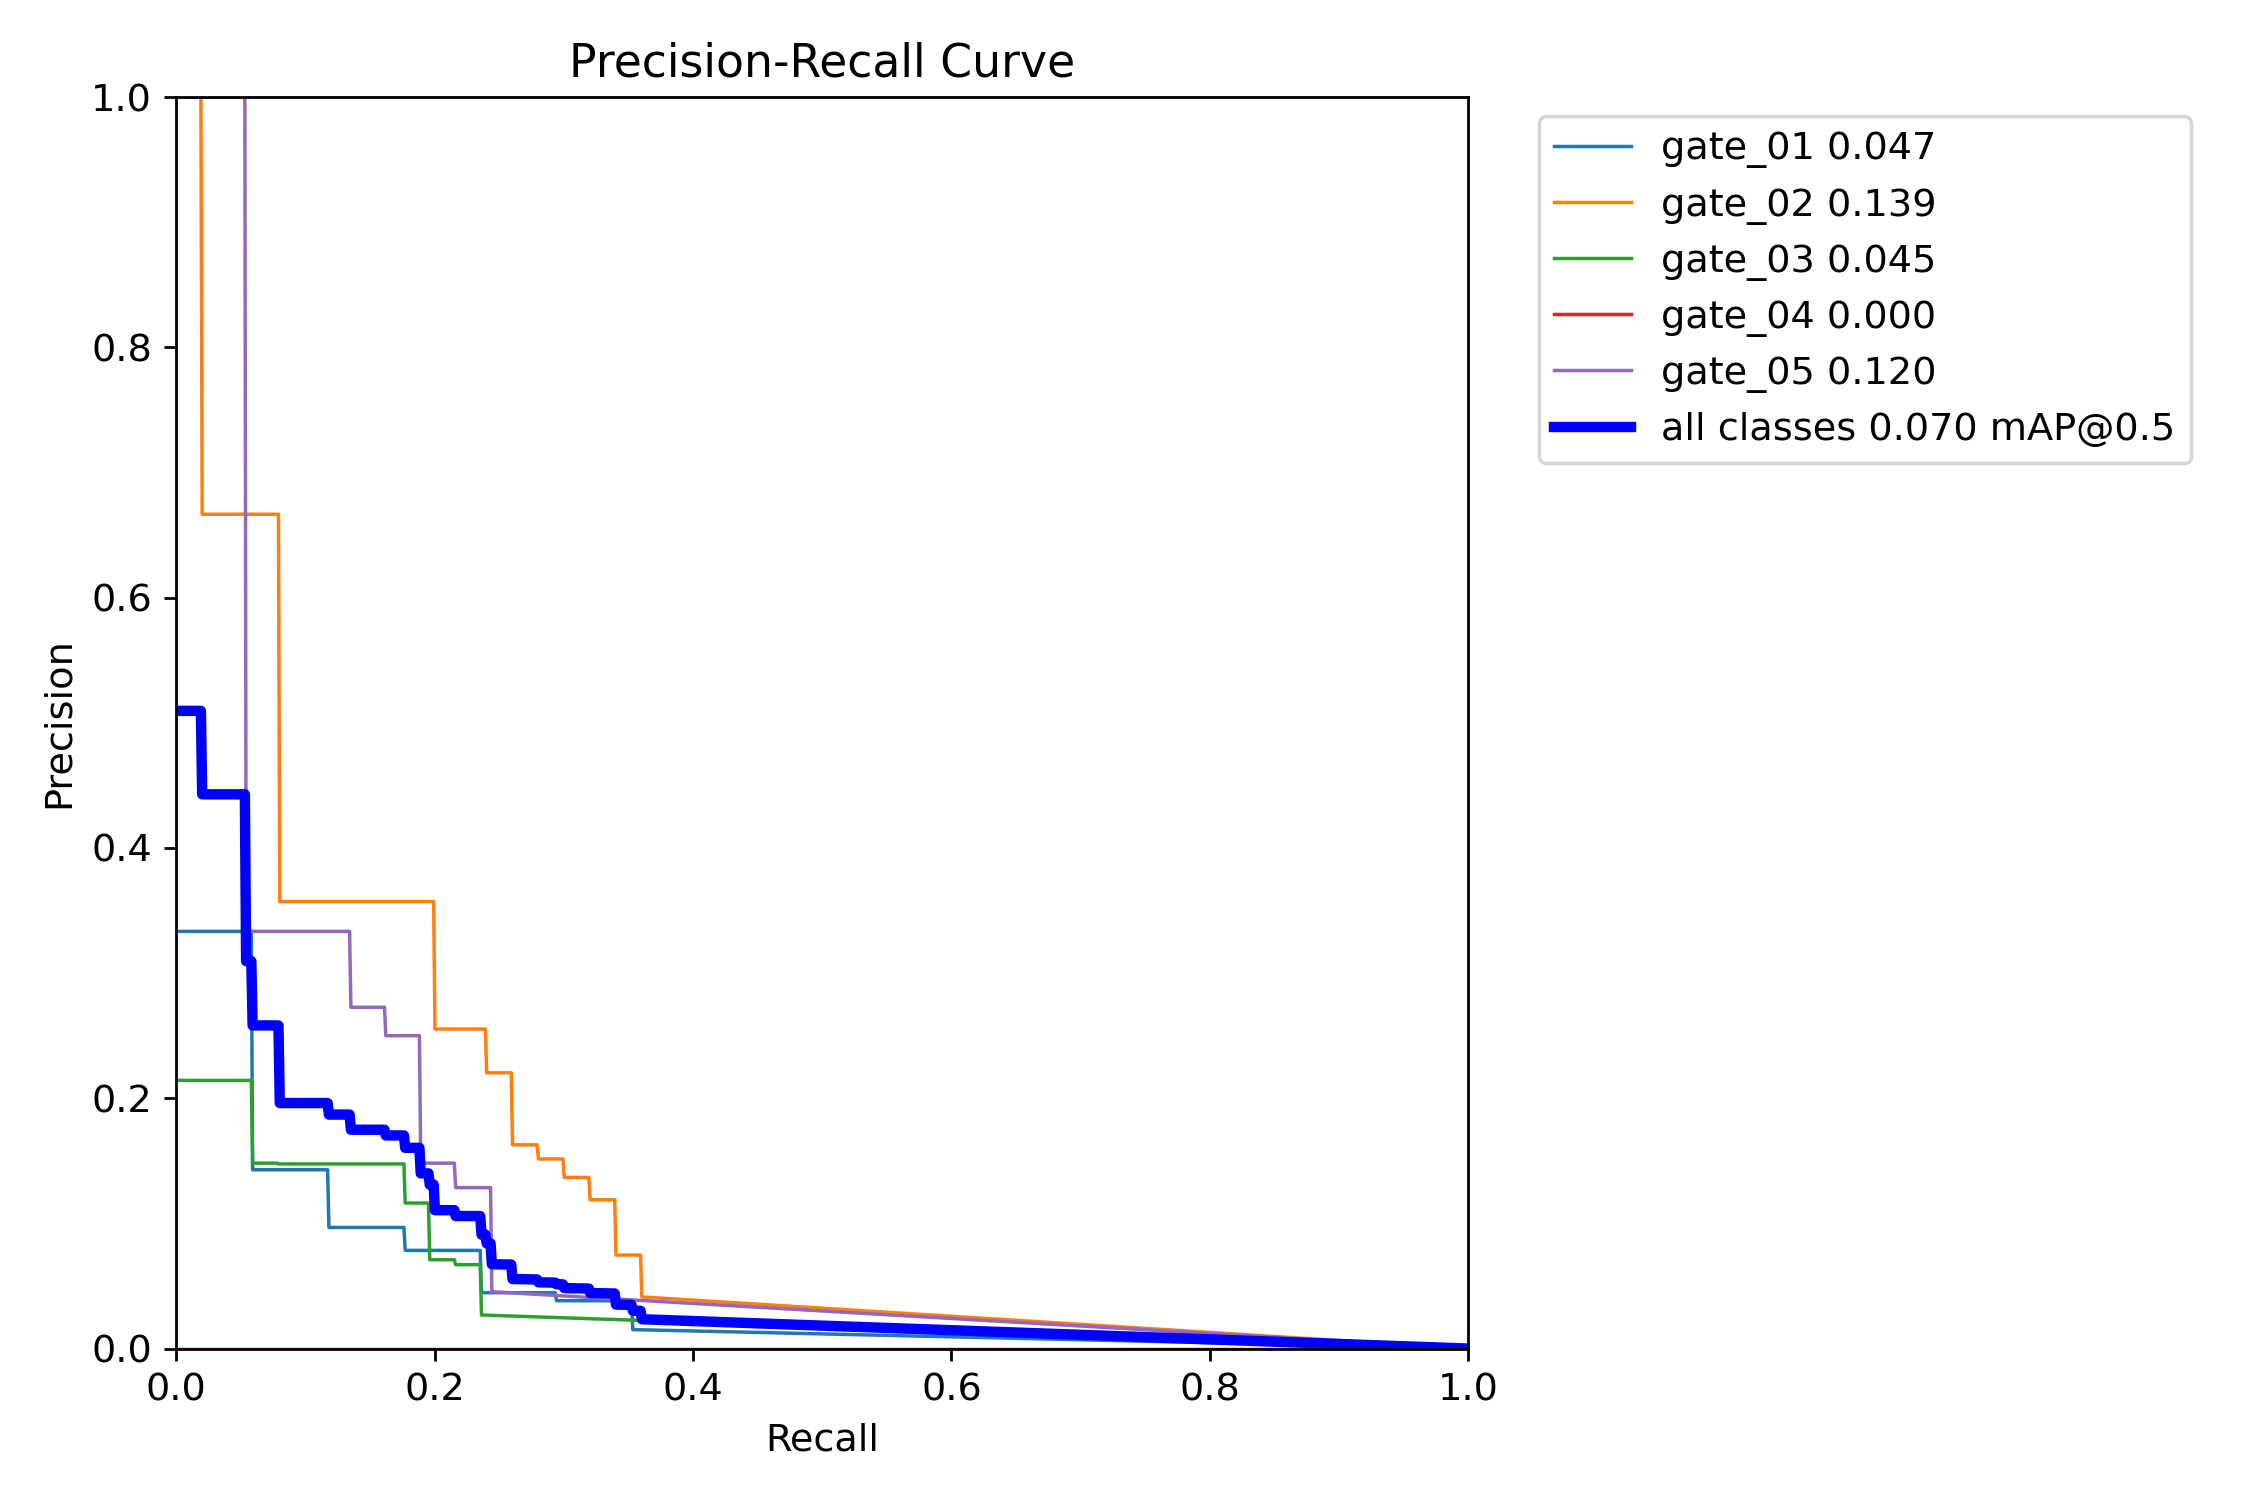 Precision-Recall Curve
1.0
0.8
0.6
0.4
0.2
0.0
Precision
0.0 0.2 0.4 0.6 0.8 1.0
Recall
gate_01 0.047
gate_02 0.139
gate_03 0.045
gate_04 0.000
gate_05 0.120
all classes 0.070 mAP@0.5